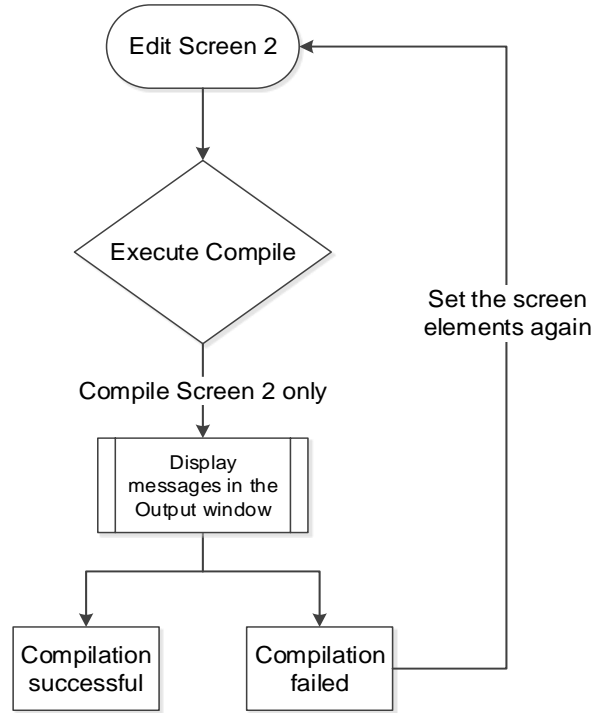 Edit Screen 2
Execute Compile
Set the screen
elements again
Compile Screen 2 only
Display
messages in the
Output window
Compilation
successful
Compilation
failed